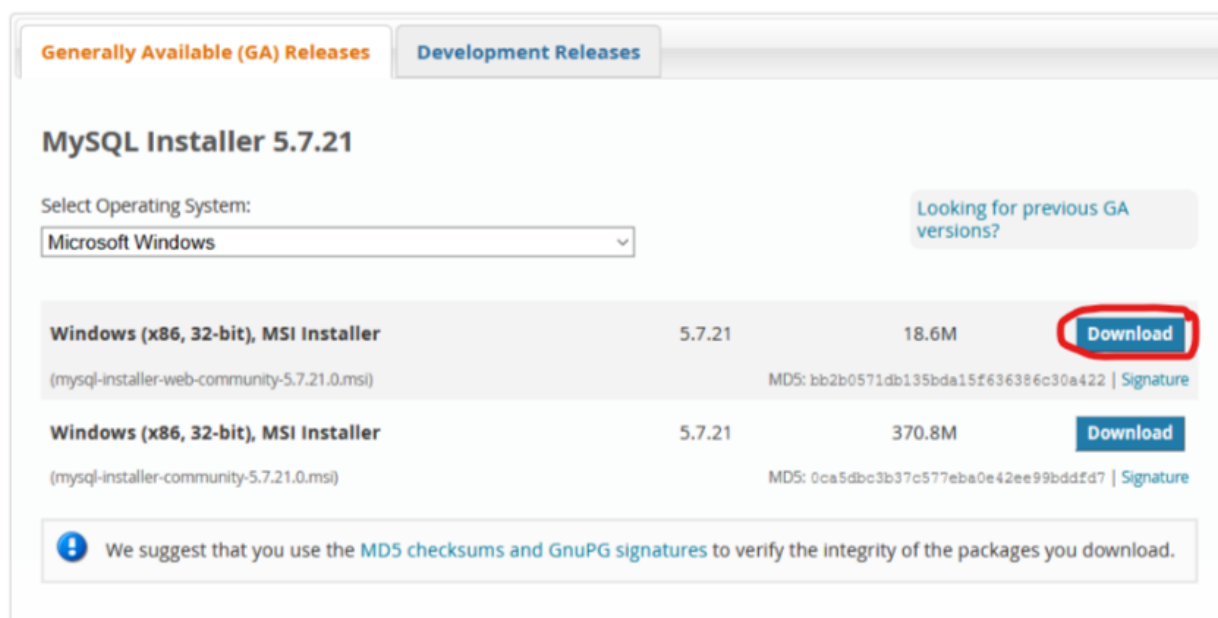 Generally Available (GA) Releases
Development Releases
MySQL Installer 5.7.21
Select Operating System:
Looking for previous GA
versions?
Microsoft Windows
Windows (x86, 32-bit), MSI Installer 5.7.21 18.6M Download
(mysql-installer-web-community-5.7.21.0.msi) MD5: bb2b0571db135bda15f636386c30a422 | Signature
Windows (x86, 32-bit), MSI Installer 5.7.21 370.8M Download
(mysql-installer-community-5.7.21.0.msi) MD5: 0ca5dbc3b37c577eba0e42ee99bddfd7 | Signature
We suggest that you use the MD5 checksums and GnuPG signatures to verify the integrity of the packages you download.